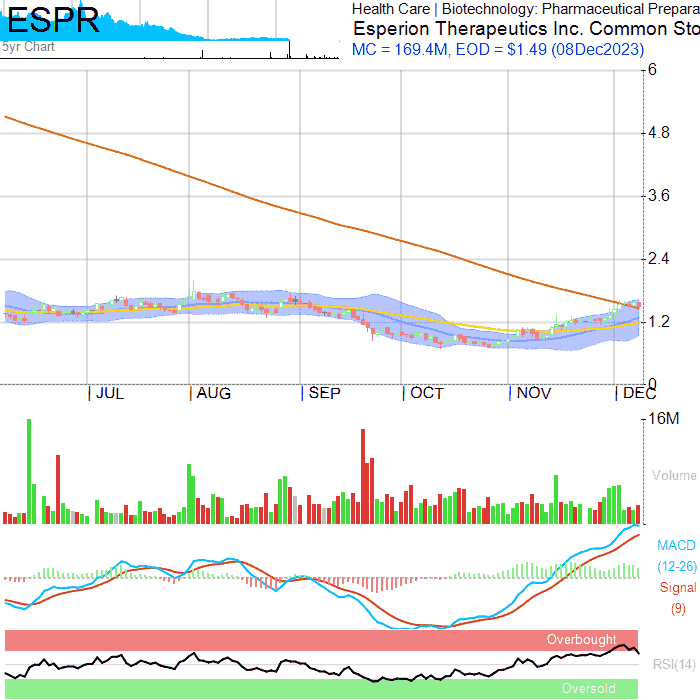 ESPR
5yr Chart
Health Care | Biotechnology: Pharmaceutical Prepara
Esperion Therapeutics Inc. Common Sto
MC = 169.4M, EOD = $1.49 (08Dec2023)
6
4.8
3.6
2.4
1.2
0
JUL AUG SEP OCT NOV DEC
16M
Volume
MACD
(12-26)
Signal
(9)
Overbought
RSI(14)
Oversold